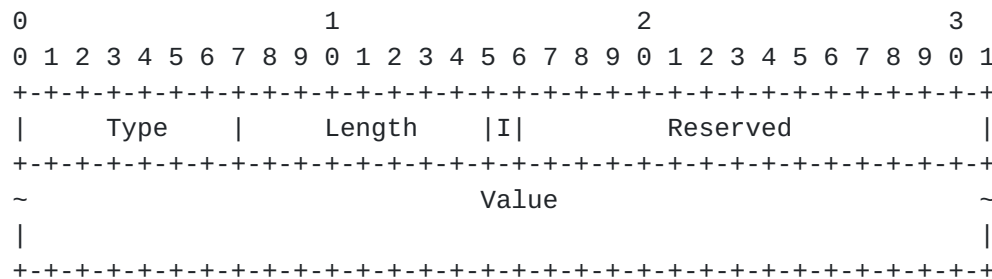 0                   1                   2                   3
0 1 2 3 4 5 6 7 8 9 0 1 2 3 4 5 6 7 8 9 0 1 2 3 4 5 6 7 8 9 0 1
+-+-+-+-+-+-+-+-+-+-+-+-+-+-+-+-+-+-+-+-+-+-+-+-+-+-+-+-+-+-+-+
|     Type    |     Length    |I|         Reserved            |
+-+-+-+-+-+-+-+-+-+-+-+-+-+-+-+-+-+-+-+-+-+-+-+-+-+-+-+-+-+-+-+
~                             Value                           ~
|                                                             |
+-+-+-+-+-+-+-+-+-+-+-+-+-+-+-+-+-+-+-+-+-+-+-+-+-+-+-+-+-+-+-+